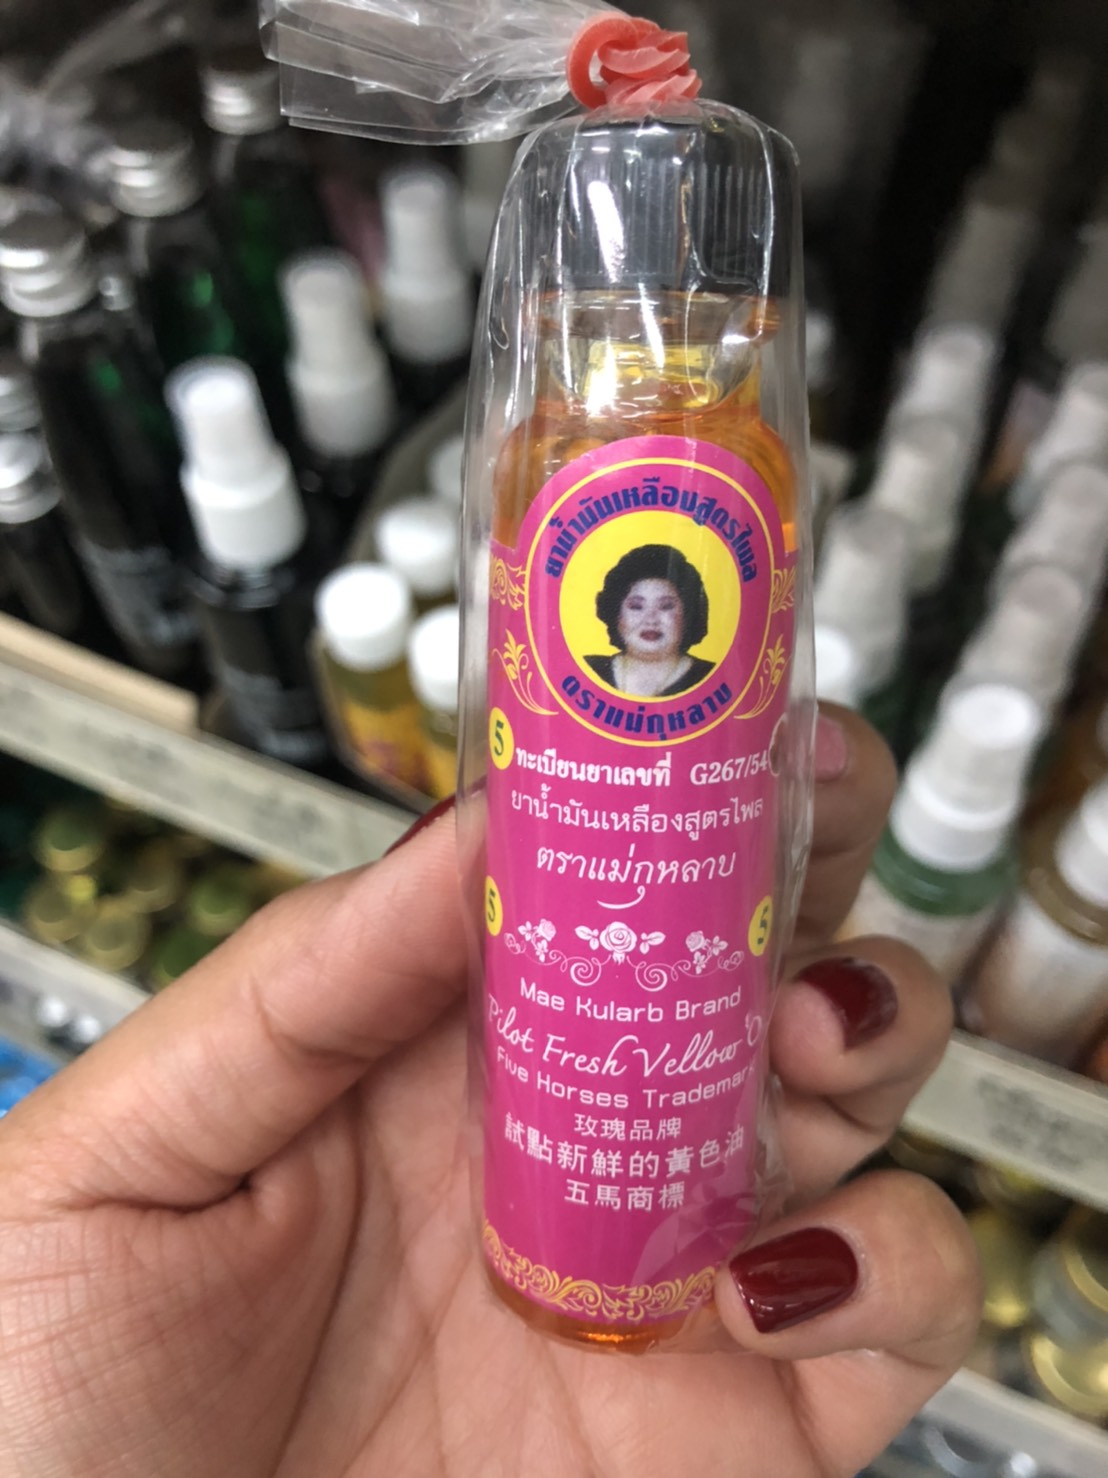 ยาน้ำมันเหลืองสูตรไพล
ตราแม่กุหลาบ
5
ทะเบียนยาเลขที่ G267/54
ยาน้ำมันเหลืองสูตรไพล
ตราแม่กุหลาบ
5 5
Mae Kularb Brand
Pilot Fresh Vellow
Five Horses Trademark
玫瑰品牌
試點新鮮的黃色油
五馬商標